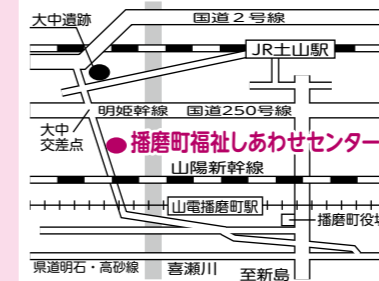 大中遺跡
国道2号線
JR土山駅
明姫幹線 国道250号線
大中
交差点
播磨町福祉しあわせセンター
山陽新幹線
山電播磨町駅
播磨町役場
県道明石・高砂線
喜瀬川
至新島